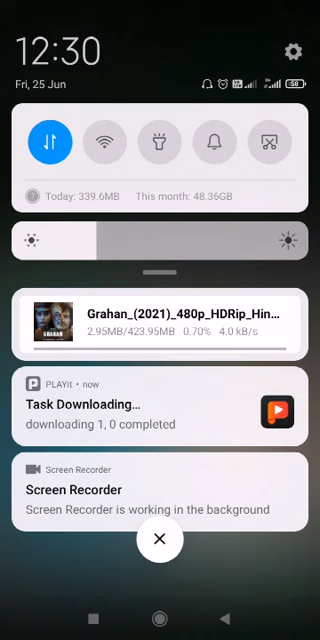 12:30
Fri, 25 Jun
58
Today: 339.6MB This month: 48.36GB
GRAHAN
Grahan_(2021)_480p_HDRip_Hin...
2.95MB/423.95MB 0.70% 4.0 kB/s
PLAYit • now
Task Downloading...
downloading 1, 0 completed
Screen Recorder
Screen Recorder
Screen Recorder is working in the background